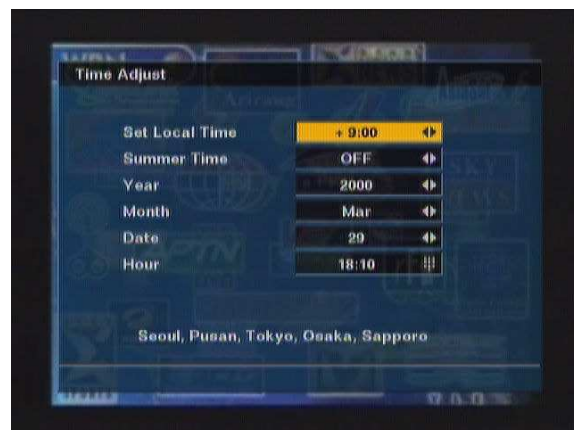 Time Adjust
Set Local Time + 9:00
Summer Time OFF
Year 2000
Month Mar
Date 29
Hour 18:10
Seoul, Pusan, Tokyo, Osaka, Sapporo